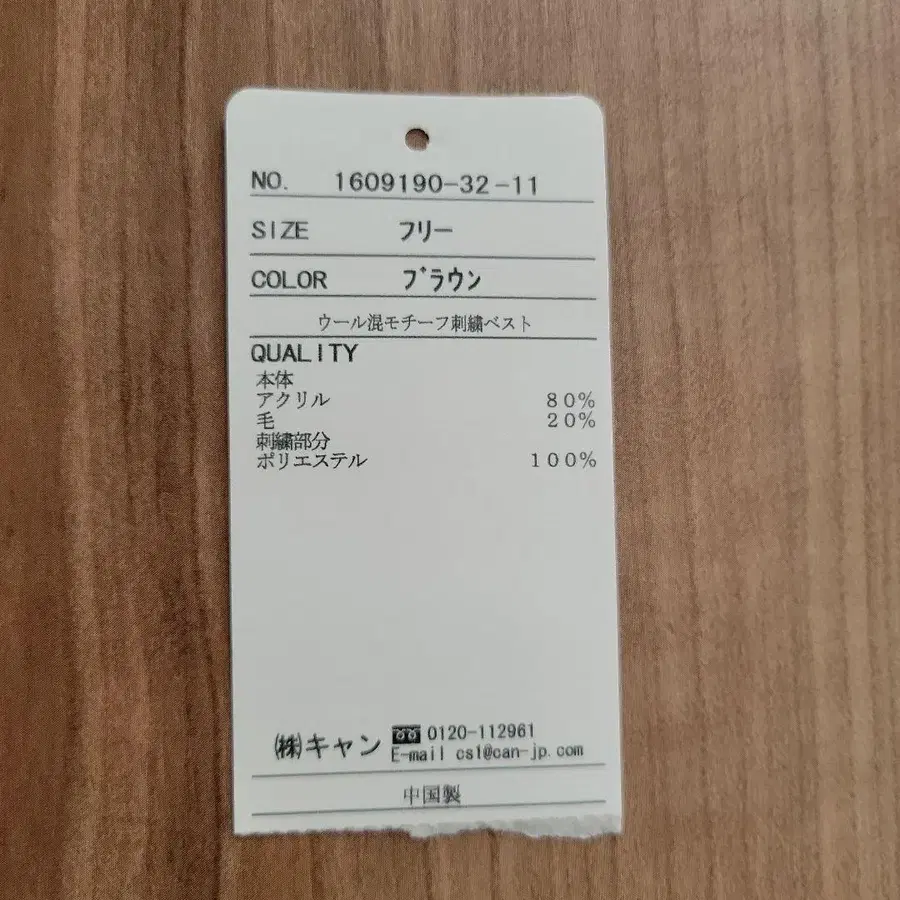 NO. 1609190-32-11
SIZE フリー
COLOR ブラウン
ウール混モチーフ刺繍ベスト
QUALITY
本体
アクリル 80%
毛 20%
刺繍部分
ポリエステル 100%
㈱キャン 0120-112961
E-mail cs1@can-jp.com
中国製